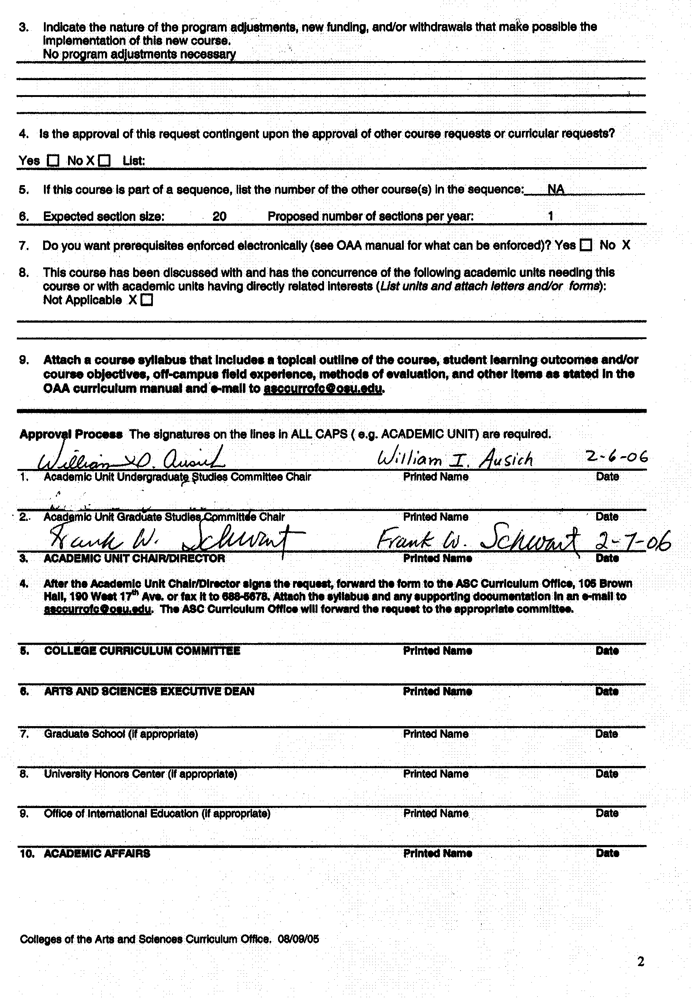 3. Indicate the nature of the program adjustments, new funding, and/or withdrawals that make possible the
implementation of this new course.
No program adjustments necessary
4. Is the approval of this request contingent upon the approval of other course requests or curricular requests?
Yes ☐ No X ☐ List:
5. If this course is part of a sequence, list the number of the other course(s) in the sequence: NA
6. Expected section size: 20 Proposed number of sections per year: 1
7. Do you want prerequisites enforced electronically (see OAA manual for what can be enforced)? Yes ☐ No X
8. This course has been discussed with and has the concurrence of the following academic units needing this
course or with academic units having directly related interests (List units and attach letters and/or forms):
Not Applicable X ☐
9. Attach a course syllabus that includes a topical outline of the course, student learning outcomes and/or
course objectives, off-campus field experience, methods of evaluation, and other items as stated in the
OAA curriculum manual and e-mail to asccurrofc@osu.edu.
Approval Process The signatures on the lines in ALL CAPS ( e.g. ACADEMIC UNIT) are required.
William I. Ausich William I. Ausich 2-6-06
1. Academic Unit Undergraduate Studies Committee Chair Printed Name Date
2. Academic Unit Graduate Studies Committee Chair Printed Name Date
Frank W. Schwartz Frank W. Schwartz 2-7-06
3. ACADEMIC UNIT CHAIR/DIRECTOR Printed Name Date
4. After the Academic Unit Chair/Director signs the request, forward the form to the ASC Curriculum Office, 105 Brown
Hall, 190 West 17th Ave. or fax it to 688-5678. Attach the syllabus and any supporting documentation in an e-mail to
asccurrofc@osu.edu. The ASC Curriculum Office will forward the request to the appropriate committee.
5. COLLEGE CURRICULUM COMMITTEE Printed Name Date
6. ARTS AND SCIENCES EXECUTIVE DEAN Printed Name Date
7. Graduate School (if appropriate) Printed Name Date
8. University Honors Center (if appropriate) Printed Name Date
9. Office of International Education (if appropriate) Printed Name Date
10. ACADEMIC AFFAIRS Printed Name Date
Colleges of the Arts and Sciences Curriculum Office. 08/09/05
2